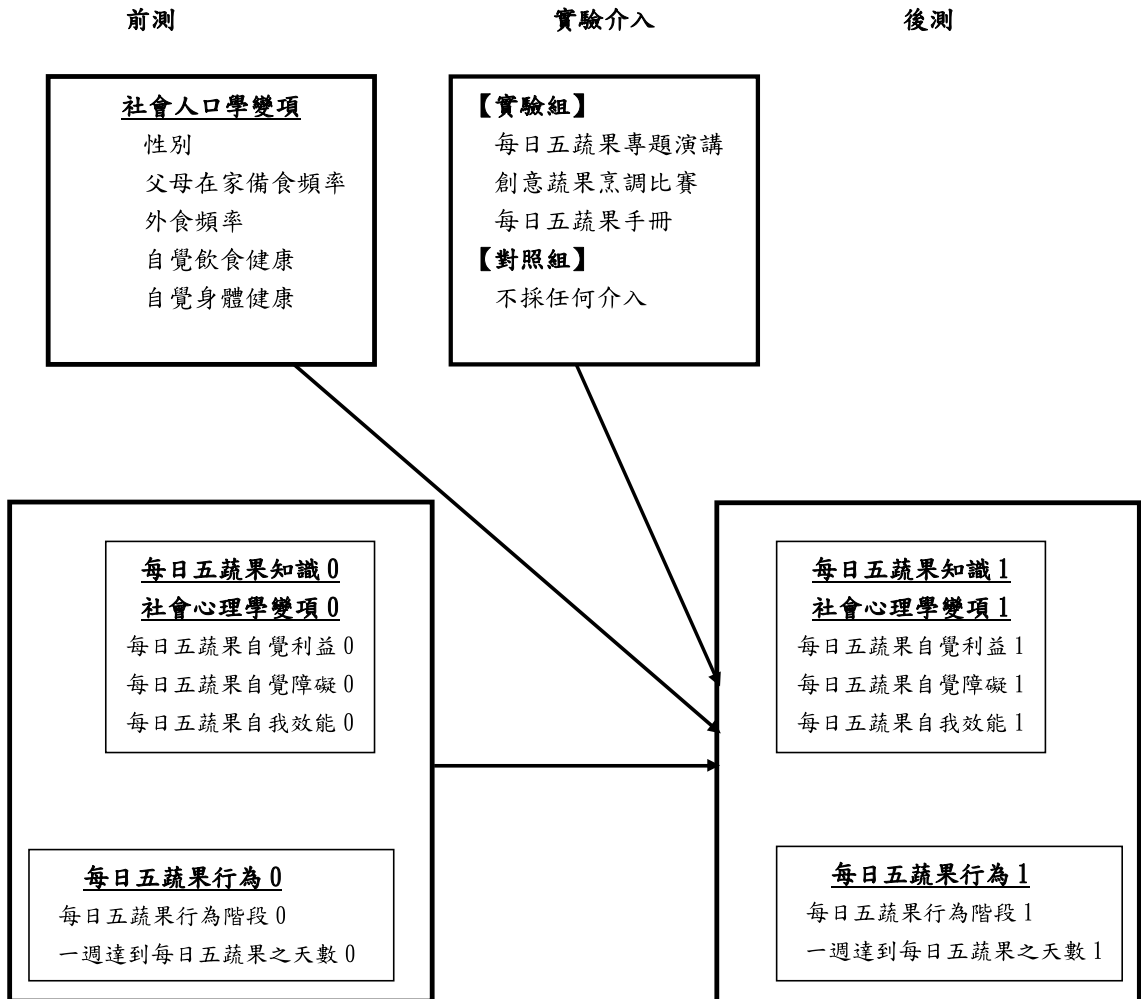 前測
實驗介入
後測
社會人口學變項
性別
父母在家備食頻率
外食頻率
自覺飲食健康
自覺身體健康
【實驗組】
每日五蔬果專題演講
創意蔬果烹調比賽
每日五蔬果手冊
【對照組】
不採任何介入
每日五蔬果知識 0
社會心理學變項 0
每日五蔬果自覺利益 0
每日五蔬果自覺障礙 0
每日五蔬果自我效能 0
每日五蔬果行為 0
每日五蔬果行為階段 0
一週達到每日五蔬果之天數 0
每日五蔬果知識 1
社會心理學變項 1
每日五蔬果自覺利益 1
每日五蔬果自覺障礙 1
每日五蔬果自我效能 1
每日五蔬果行為 1
每日五蔬果行為階段 1
一週達到每日五蔬果之天數 1